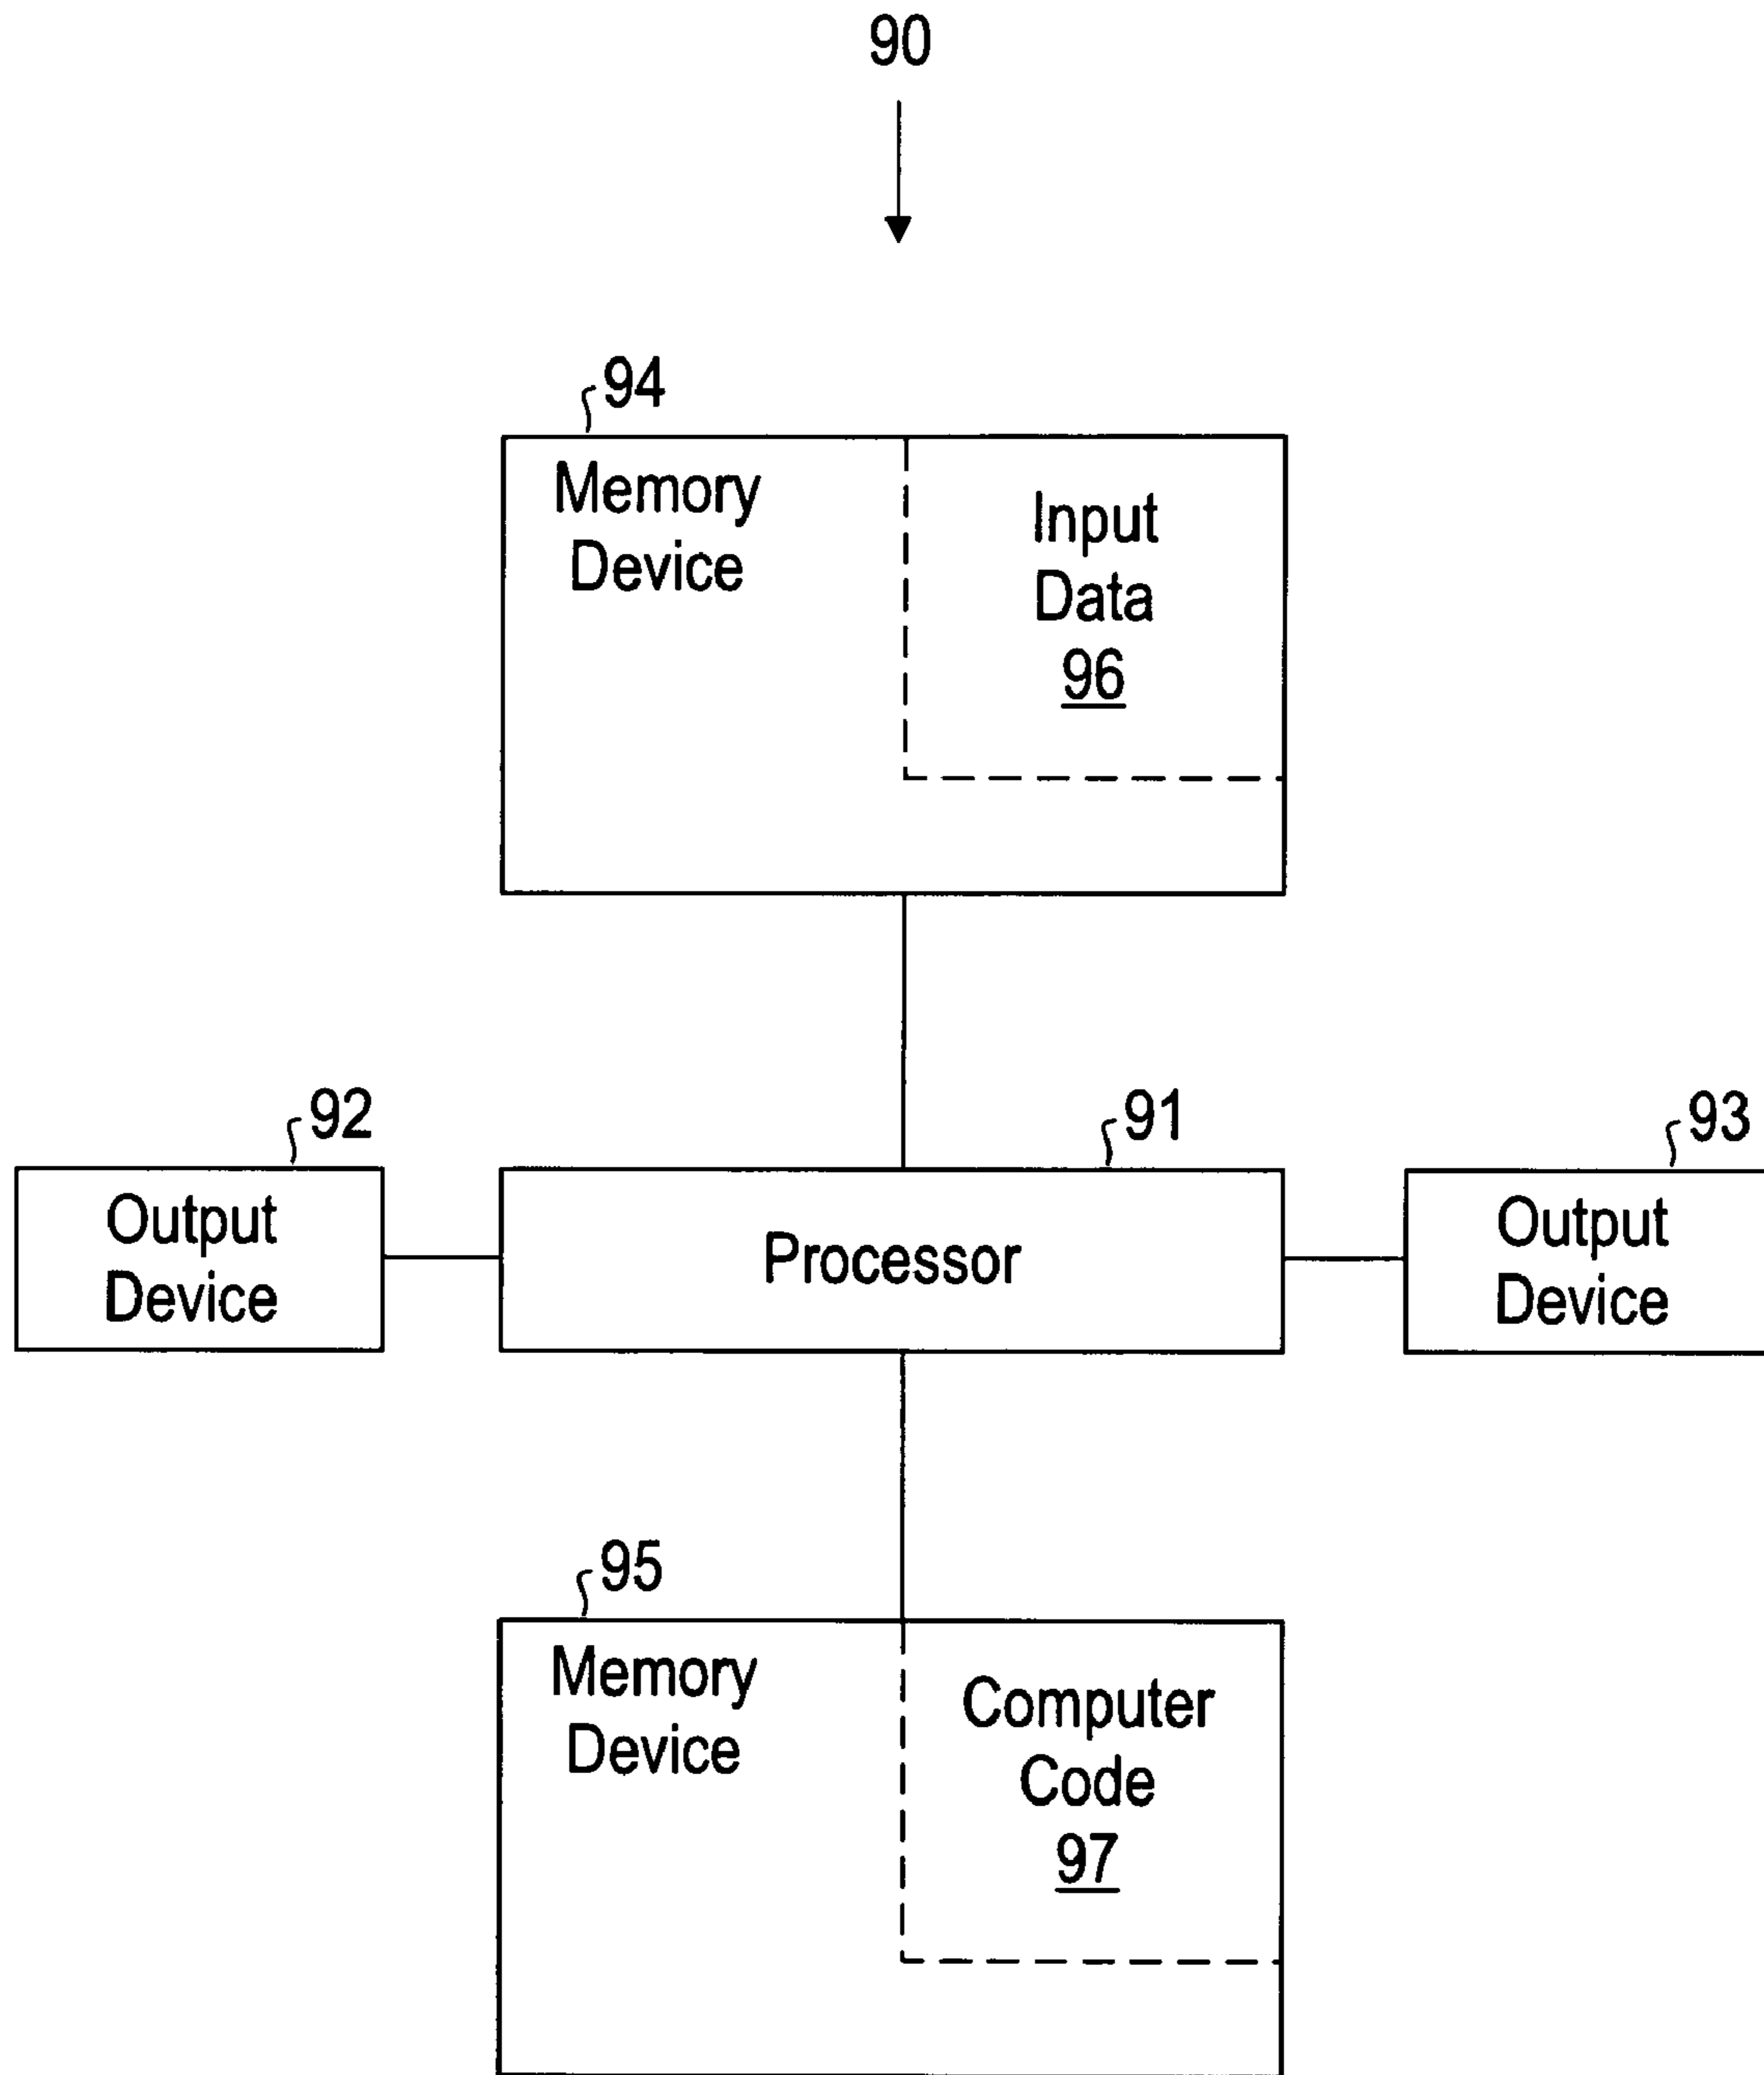 90
94
Memory
Device
Input
Data
96
92
91
93
Output
Device
Processor
Output
Device
95
Memory
Device
Computer
Code
97